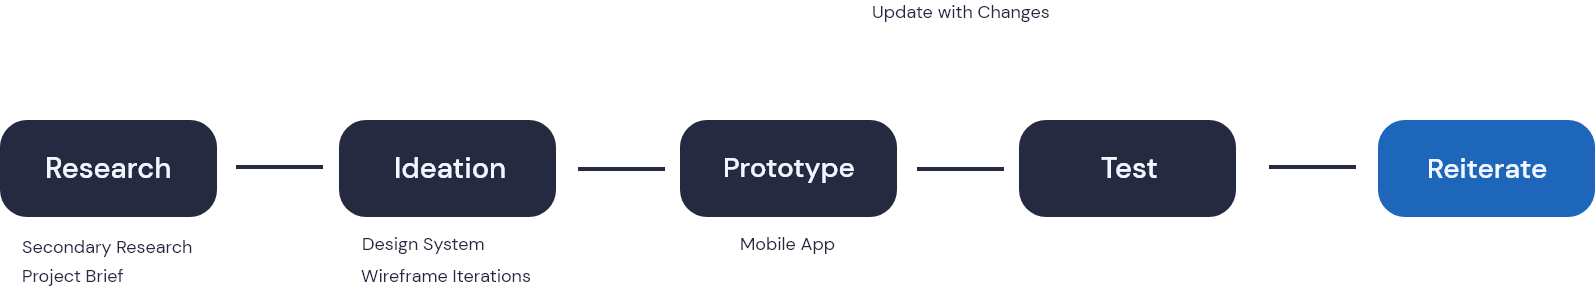 Update with Changes
Research
Ideation
Prototype
Test
Reiterate
Secondary Research
Project Brief
Design System
Wireframe Iterations
Mobile App